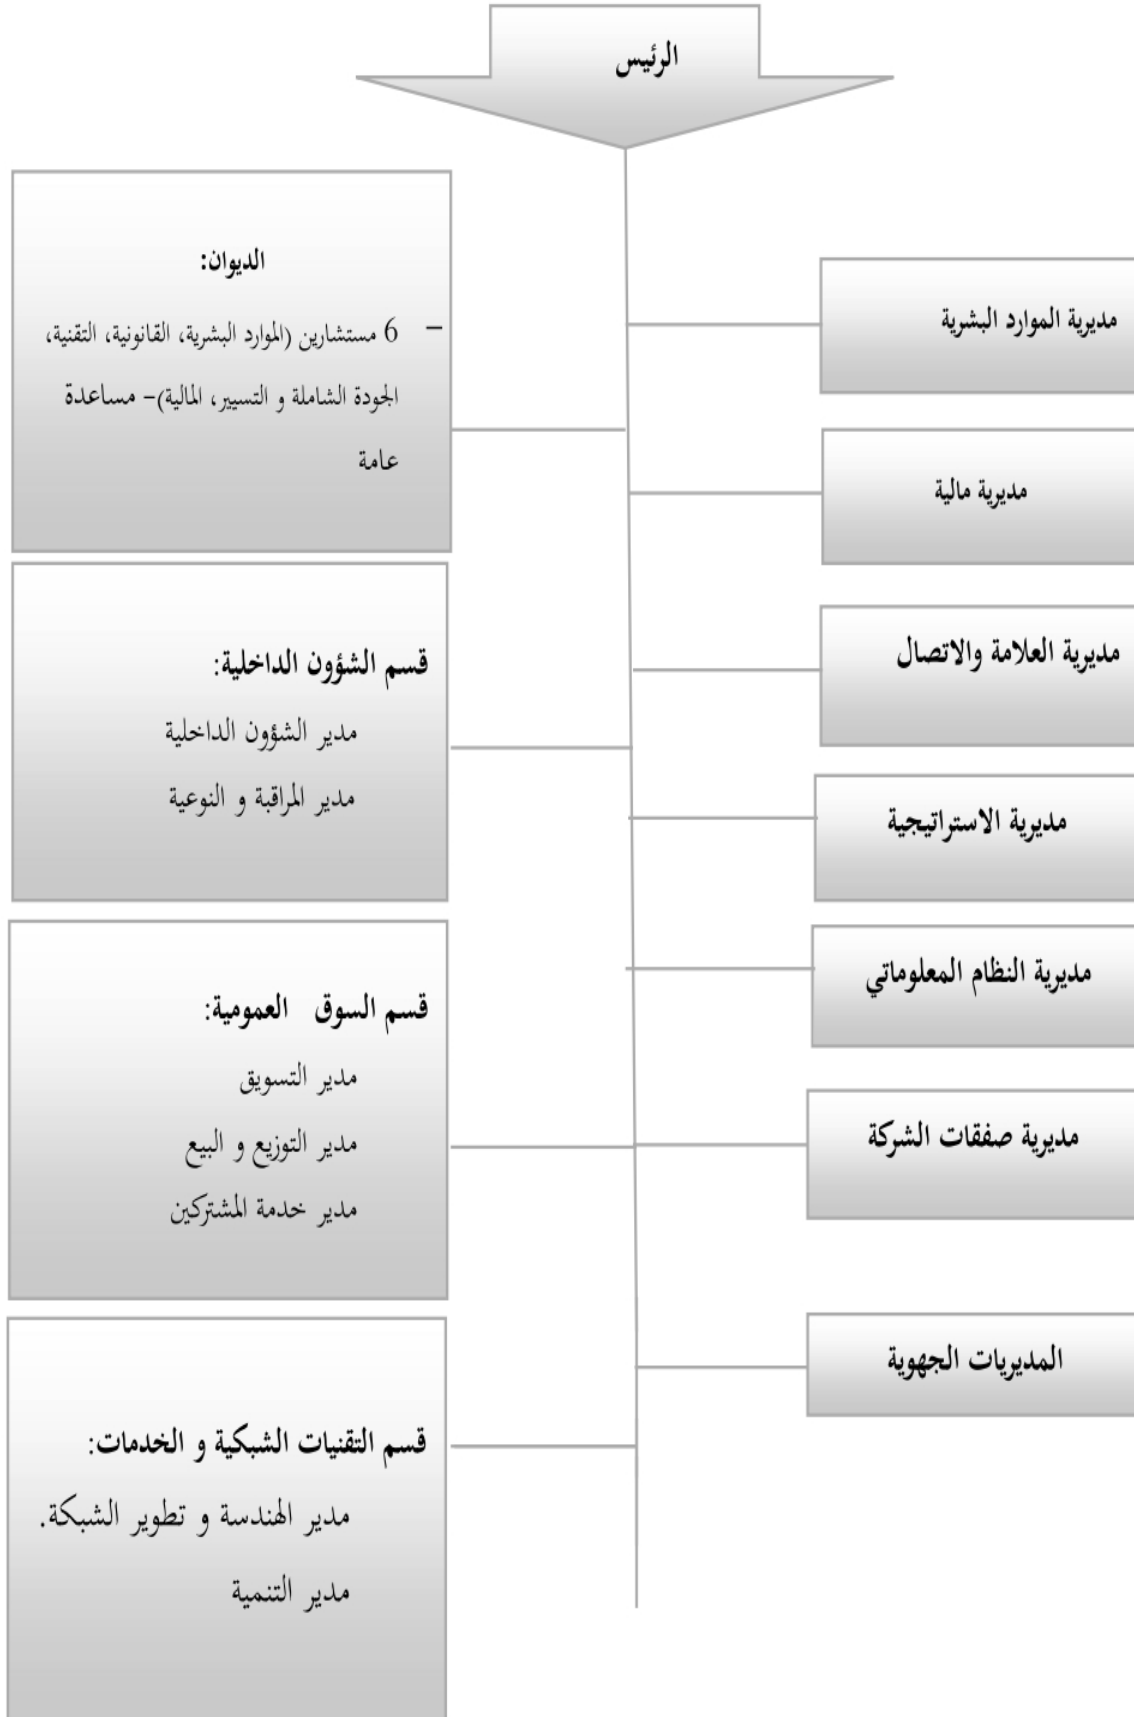 الرئيس
مديرية الموارد البشرية
مديرية مالية
مديرية العلامة والاتصال
مديرية الاستراتيجية
مديرية النظام المعلوماتي
مديرية صفقات الشركة
المديريات الجهوية
الديوان:
– 6 مستشارين (الموارد البشرية، القانونية، التقنية،
الجودة الشاملة و التسيير، المالية)- مساعدة
عامة
قسم الشؤون الداخلية:
مدير الشؤون الداخلية
مدير المراقبة و النوعية
قسم السوق العمومية:
مدير التسويق
مدير التوزيع و البيع
مدير خدمة المشتركين
قسم التقنيات الشبكية و الخدمات:
مدير الهندسة و تطوير الشبكة.
مدير التنمية